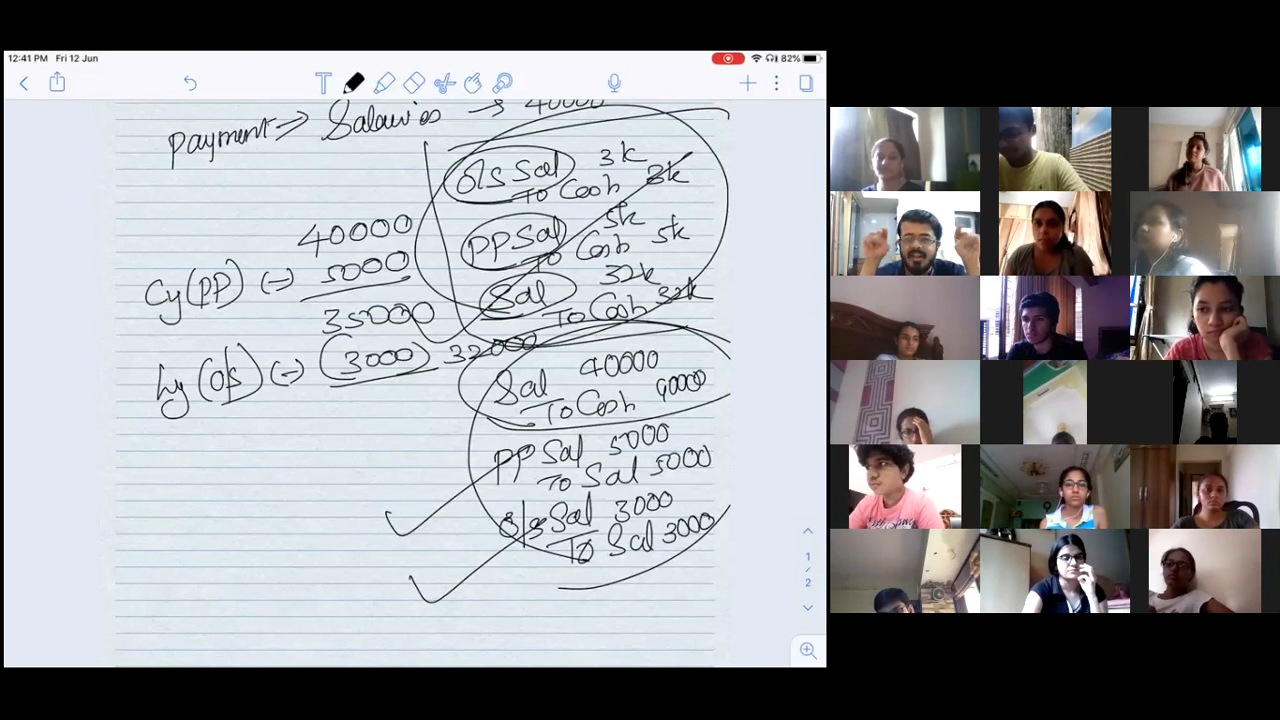 12:41 PM Fri 12 Jun
82%
T
Payment => Salaries → 40000
O/s Sal 3k
To Cash 3k
PP Sal 5k
To Cash 5k
Sal 32k
To Cash 32k
40000
Cy(PP) (-) 5000
35000
Ly(O/s) (-) (3000) 32000
Sal 40000
To Cash 40000
PP Sal 5000
To Sal 5000
O/s Sal 3000
To Sal 3000
1
/
2